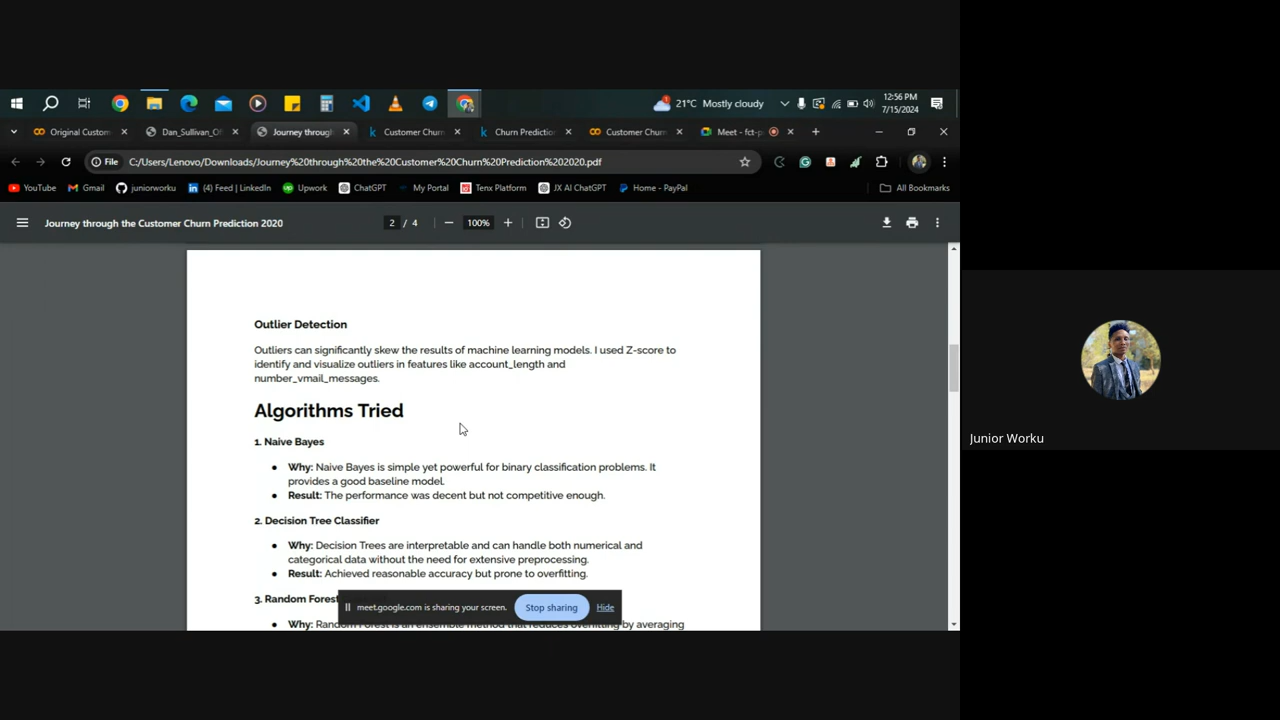 21°C Mostly cloudy
12:56 PM
7/15/2024
Original Custom
Dan_Sullivan_O
Journey throug
Customer Churn
Churn Predictio
Customer Churn
Meet - fct-p
File
C:/Users/Lenovo/Downloads/Journey%20through%20the%20Customer%20Churn%20Prediction%202020.pdf
YouTube
Gmail
juniorworku
(4) Feed | LinkedIn
Upwork
ChatGPT
My Portal
Tenx Platform
JX AI ChatGPT
Home - PayPal
All Bookmarks
Journey through the Customer Churn Prediction 2020
2 / 4
100%
Outlier Detection
Outliers can significantly skew the results of machine learning models. I used Z-score to
identify and visualize outliers in features like account_length and
number_vmail_messages.
Algorithms Tried
1. Naive Bayes
● Why: Naive Bayes is simple yet powerful for binary classification problems. It
provides a good baseline model.
● Result: The performance was decent but not competitive enough.
2. Decision Tree Classifier
● Why: Decision Trees are interpretable and can handle both numerical and
categorical data without the need for extensive preprocessing.
● Result: Achieved reasonable accuracy but prone to overfitting.
3. Random Forest
● Why: Random Forest is an ensemble method that reduces overfitting by averaging
meet.google.com is sharing your screen.
Stop sharing
Hide
Junior Worku